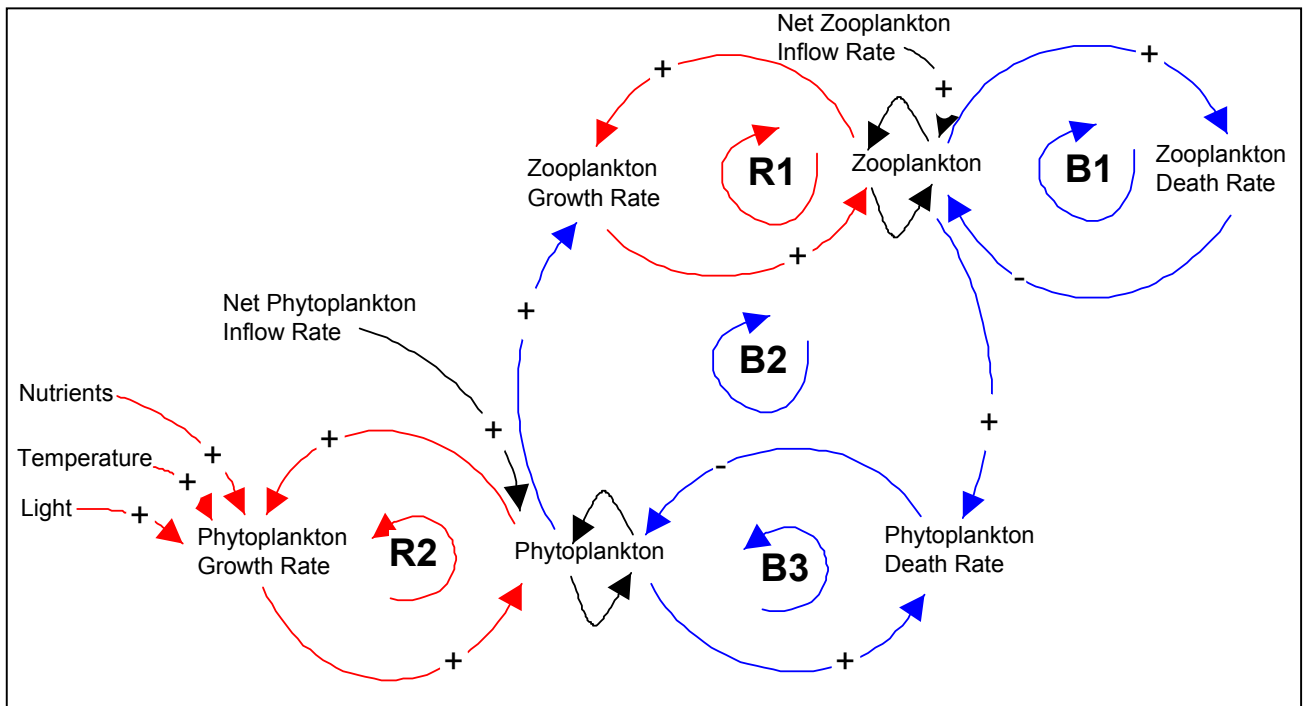 Net Zooplankton
Inflow Rate
+
+
+
Zooplankton
Growth Rate
R1
Zooplankton
B1
Zooplankton
Death Rate
+
-
Net Phytoplankton
Inflow Rate
+
B2
Nutrients
+
+
+
+
Temperature
+
-
Light
+
Phytoplankton
Growth Rate
R2
Phytoplankton
B3
Phytoplankton
Death Rate
+
+